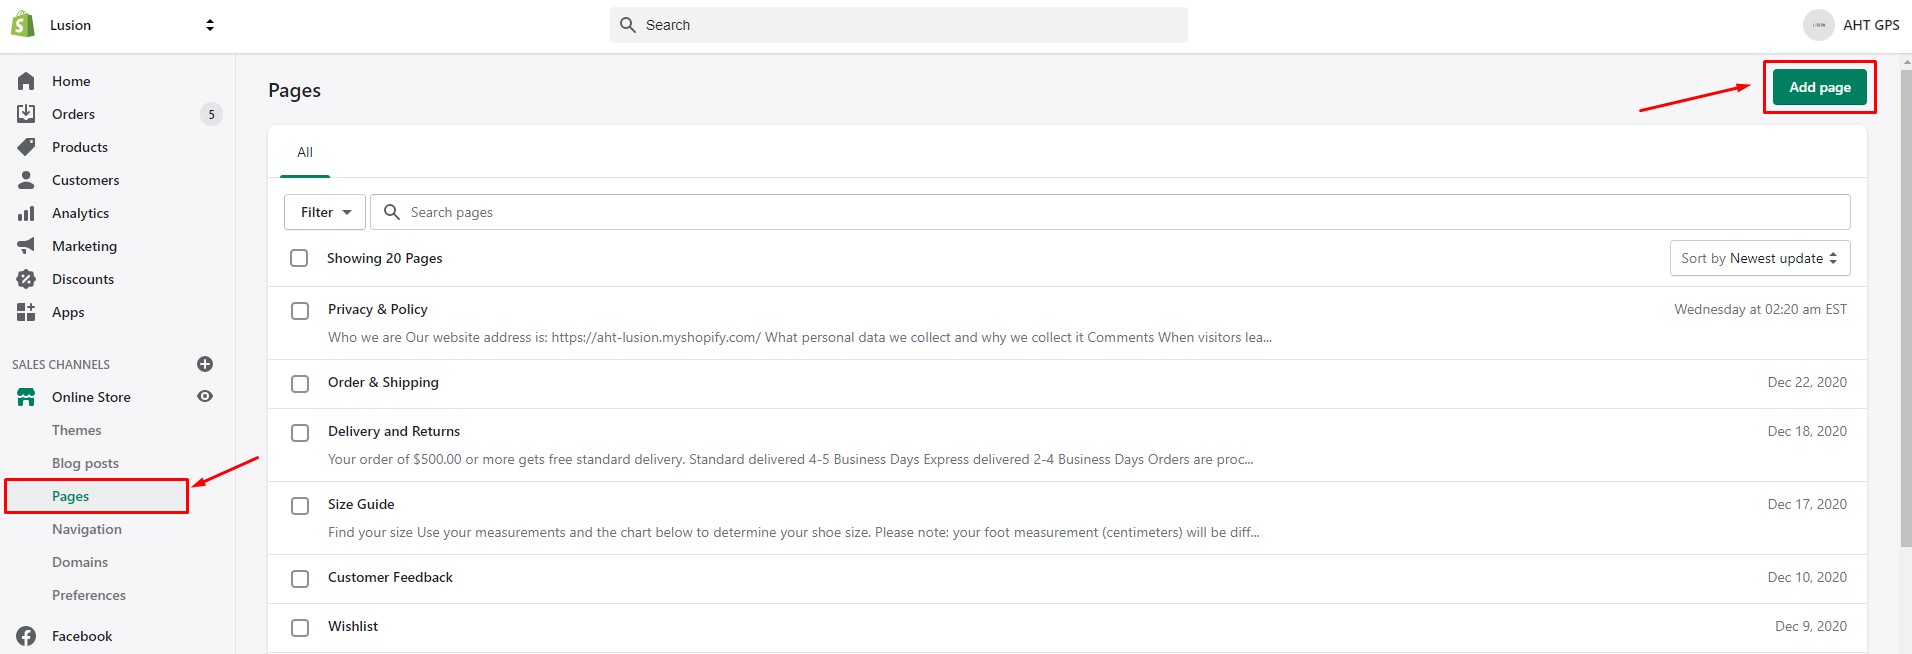 Lusion
Search
AHT GPS
Home
Orders 5
Products
Customers
Analytics
Marketing
Discounts
Apps
SALES CHANNELS
Online Store
Themes
Blog posts
Pages
Navigation
Domains
Preferences
Facebook
Pages
Add page
All
Filter
Search pages
Showing 20 Pages
Sort by Newest update
Privacy & Policy
Wednesday at 02:20 am EST
Who we are Our website address is: https://aht-lusion.myshopify.com/ What personal data we collect and why we collect it Comments When visitors lea...
Order & Shipping
Dec 22, 2020
Delivery and Returns
Dec 18, 2020
Your order of $500.00 or more gets free standard delivery. Standard delivered 4-5 Business Days Express delivered 2-4 Business Days Orders are proc...
Size Guide
Dec 17, 2020
Find your size Use your measurements and the chart below to determine your shoe size. Please note: your foot measurement (centimeters) will be diff...
Customer Feedback
Dec 10, 2020
Wishlist
Dec 9, 2020